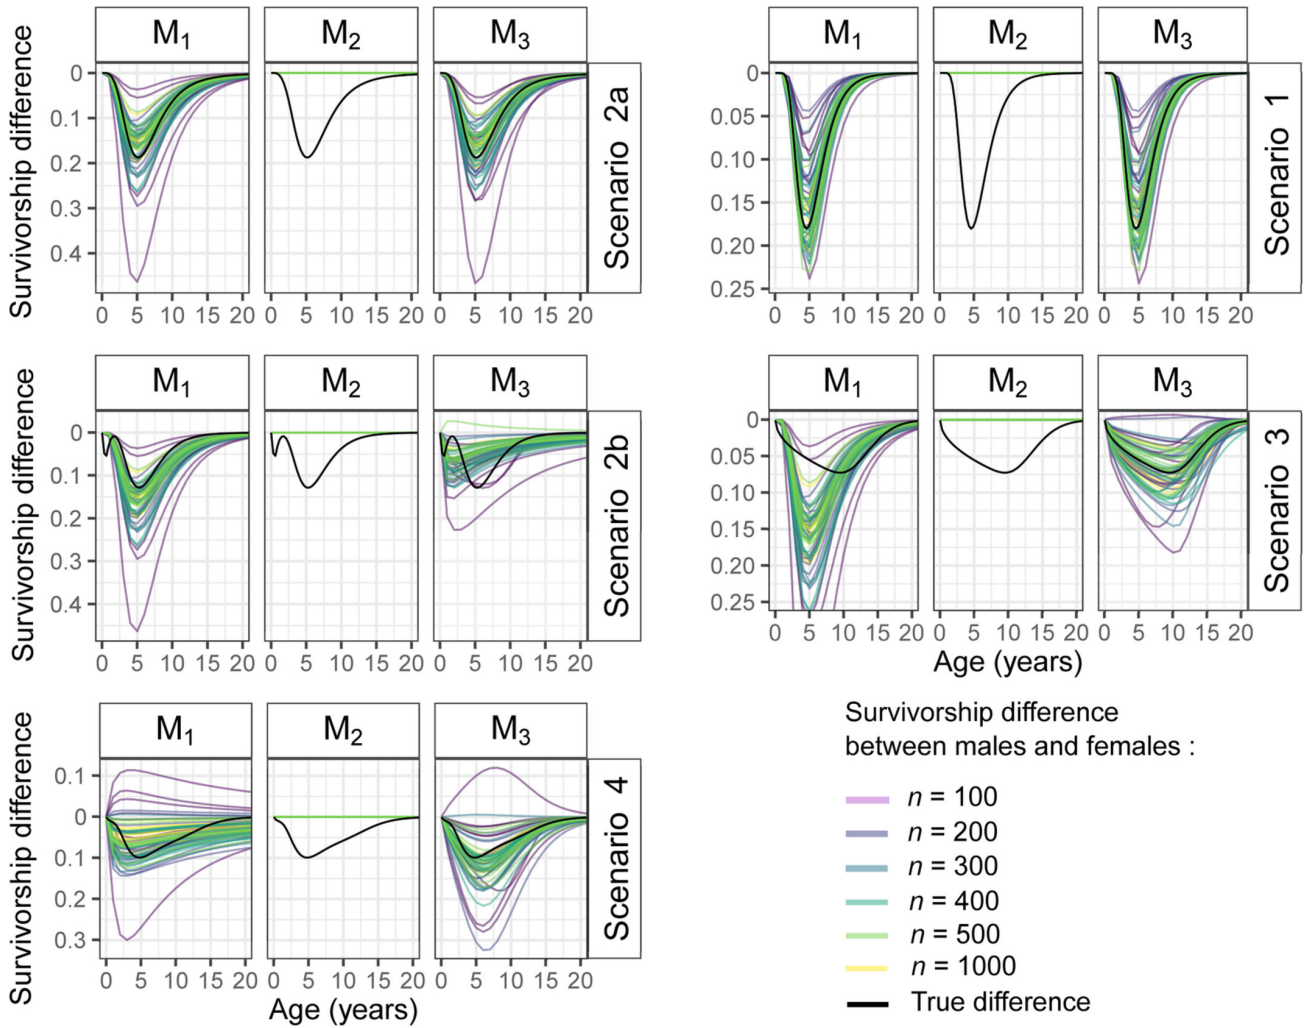 M1 M2 M3
Survivorship difference
0
0.1
0.2
0.3
0.4
0 5 10 15 20 0 5 10 15 20 0 5 10 15 20
Scenario 2a
M1 M2 M3
0
0.05
0.10
0.15
0.20
0.25
0 5 10 15 20 0 5 10 15 20 0 5 10 15 20
Scenario 1
M1 M2 M3
Survivorship difference
0
0.1
0.2
0.3
0.4
0 5 10 15 20 0 5 10 15 20 0 5 10 15 20
Scenario 2b
M1 M2 M3
0
0.05
0.10
0.15
0.20
0.25
0 5 10 15 20 0 5 10 15 20 0 5 10 15 20
Scenario 3
Age (years)
M1 M2 M3
Survivorship difference
0.1
0
0.1
0.2
0.3
0 5 10 15 20 0 5 10 15 20 0 5 10 15 20
Scenario 4
Age (years)
Survivorship difference
between males and females :
n = 100
n = 200
n = 300
n = 400
n = 500
n = 1000
True difference